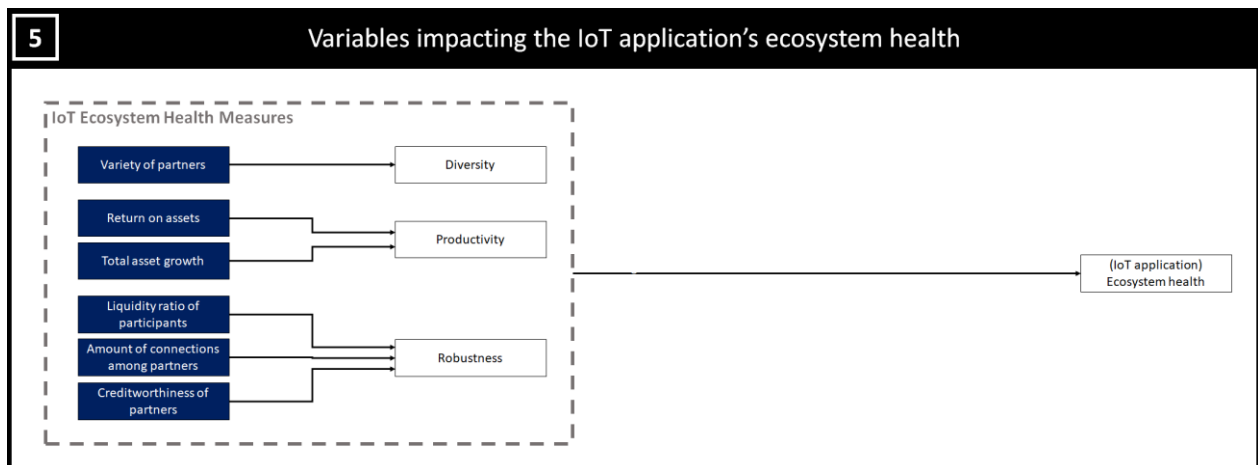 5
Variables impacting the IoT application's ecosystem health
IoT Ecosystem Health Measures
Variety of partners
Diversity
Return on assets
Total asset growth
Productivity
Liquidity ratio of
participants
Amount of connections
among partners
Creditworthiness of
partners
Robustness
(IoT application)
Ecosystem health